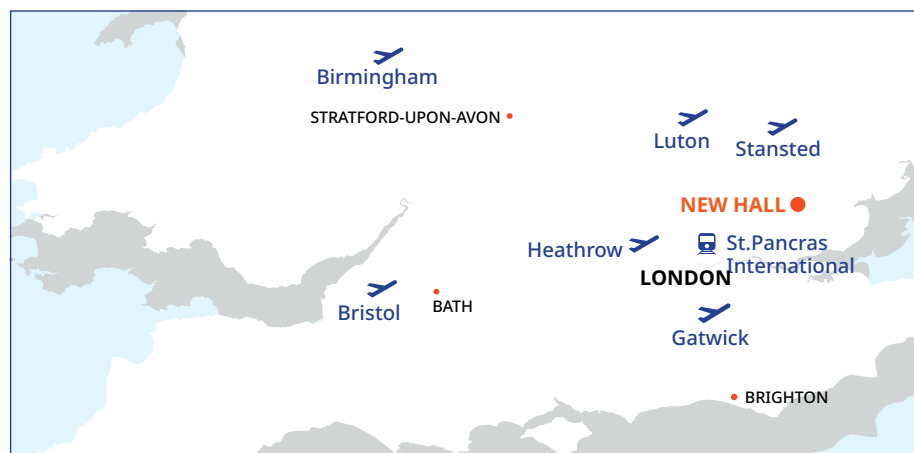 Birmingham
STRATFORD-UPON-AVON
Luton
Stansted
NEW HALL
Heathrow
St.Pancras
International
LONDON
Bristol
BATH
Gatwick
BRIGHTON